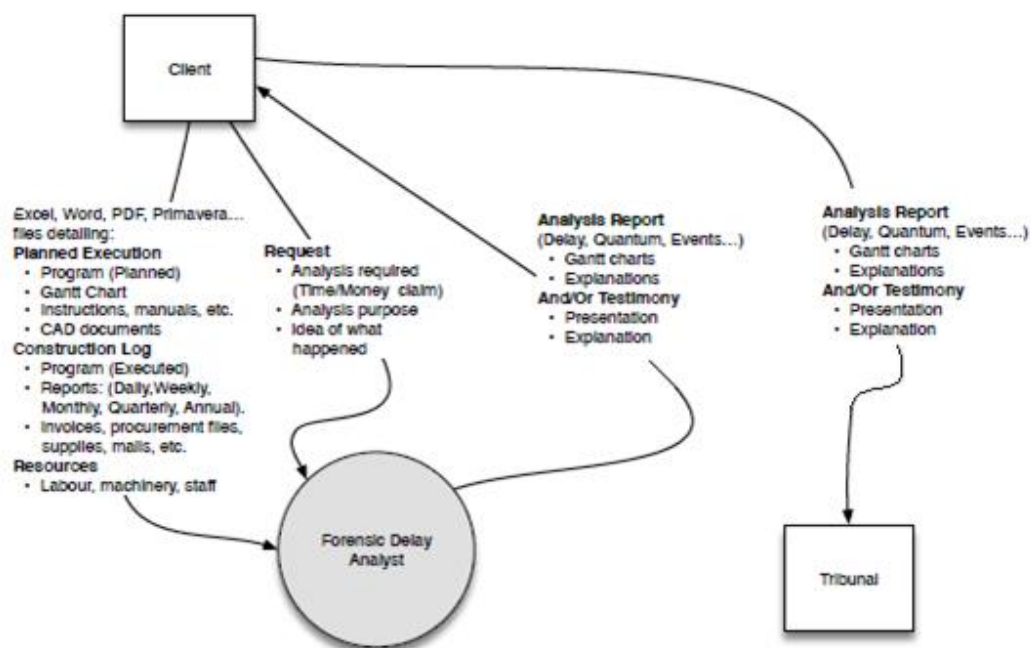 Client
Excel, Word, PDF, Primavera...
files detailing:
Planned Execution
• Program (Planned)
• Gantt Chart
• Instructions, manuals, etc.
• CAD documents
Construction Log
• Program (Executed)
• Reports: (Daily,Weekly,
Monthly, Quarterly, Annual).
• Invoices, procurement files,
supplies, mails, etc.
Resources
• Labour, machinery, staff
Request
• Analysis required
(Time/Money claim)
• Analysis purpose
• Idea of what
happened
Analysis Report
(Delay, Quantum, Events...)
• Gantt charts
• Explanations
And/Or Testimony
• Presentation
• Explanation
Analysis Report
(Delay, Quantum, Events...)
• Gantt charts
• Explanations
And/Or Testimony
• Presentation
• Explanation
Forensic Delay
Analyst
Tribunal